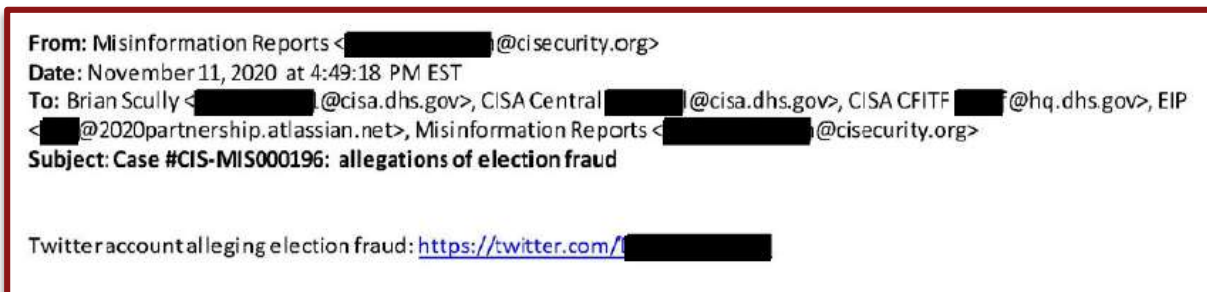 From: Misinformation Reports < @cisecurity.org>
Date: November 11, 2020 at 4:49:18 PM EST
To: Brian Scully < @cisa.dhs.gov>, CISA Central @cisa.dhs.gov>, CISA CFITF @hq.dhs.gov>, EIP
< @2020partnership.atlassian.net>, Misinformation Reports < @cisecurity.org>
Subject: Case #CIS-MIS000196: allegations of election fraud
Twitter account alleging election fraud: https://twitter.com/